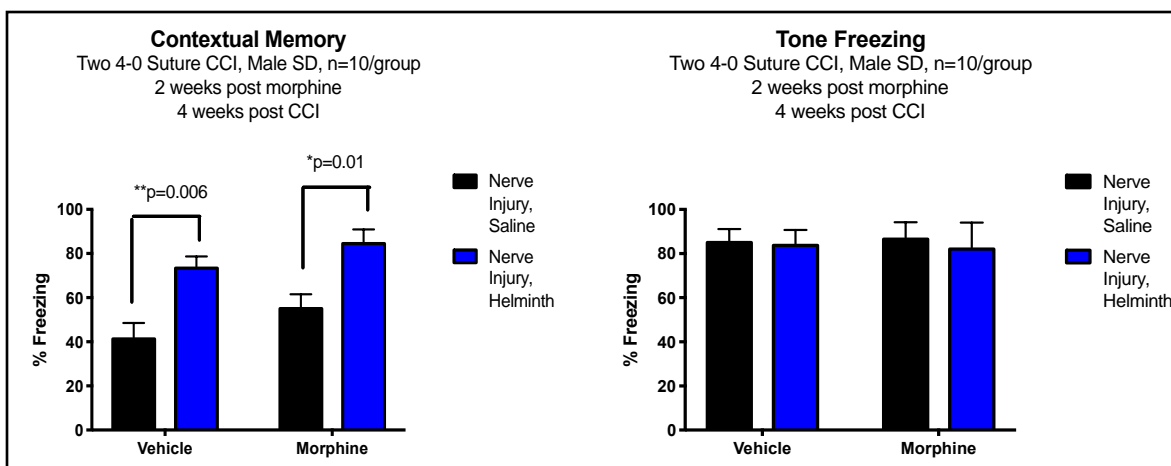 Contextual Memory
Two 4-0 Suture CCI, Male SD, n=10/group
2 weeks post morphine
4 weeks post CCI
*p=0.01
**p=0.006
Nerve
Injury,
Saline
Nerve
Injury,
Helminth
% Freezing
100
80
60
40
20
0
Vehicle
Morphine
Tone Freezing
Two 4-0 Suture CCI, Male SD, n=10/group
2 weeks post morphine
4 weeks post CCI
Nerve
Injury,
Saline
Nerve
Injury,
Helminth
% Freezing
100
80
60
40
20
0
Vehicle
Morphine